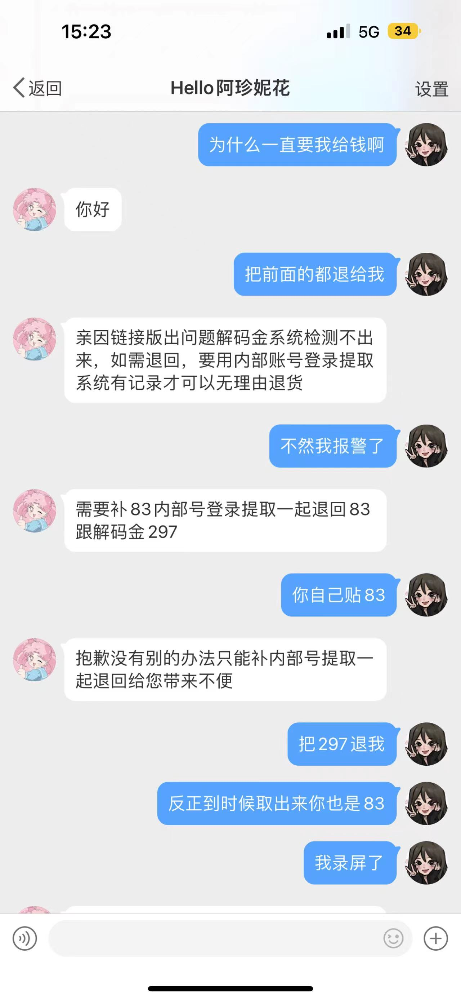 15:23
5G
34
返回
Hello阿珍妮花
设置
为什么一直要我给钱啊
你好
把前面的都退给我
亲因链接版出问题解码金系统检测不出
来，如需退回，要用内部账号登录提取
系统有记录才可以无理由退货
不然我报警了
需要补83内部号登录提取一起退回83
跟解码金297
你自己贴83
抱歉没有别的办法只能补内部号提取一
起退回给您带来不便
把297退我
反正到时候取出来你也是83
我录屏了